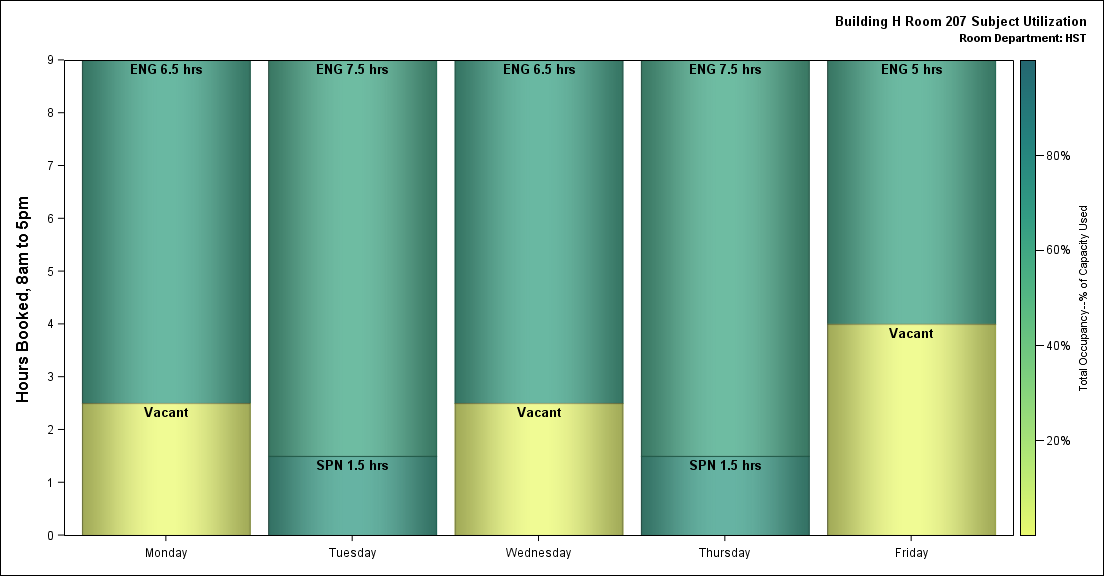 Building H Room 207 Subject Utilization
Room Department: HST
Hours Booked, 8am to 5pm
9
8
7
6
5
4
3
2
1
0
ENG 6.5 hrs
Vacant
ENG 7.5 hrs
SPN 1.5 hrs
ENG 6.5 hrs
Vacant
ENG 7.5 hrs
SPN 1.5 hrs
ENG 5 hrs
Vacant
Monday
Tuesday
Wednesday
Thursday
Friday
80%
60%
40%
20%
Total Occupancy--% of Capacity Used